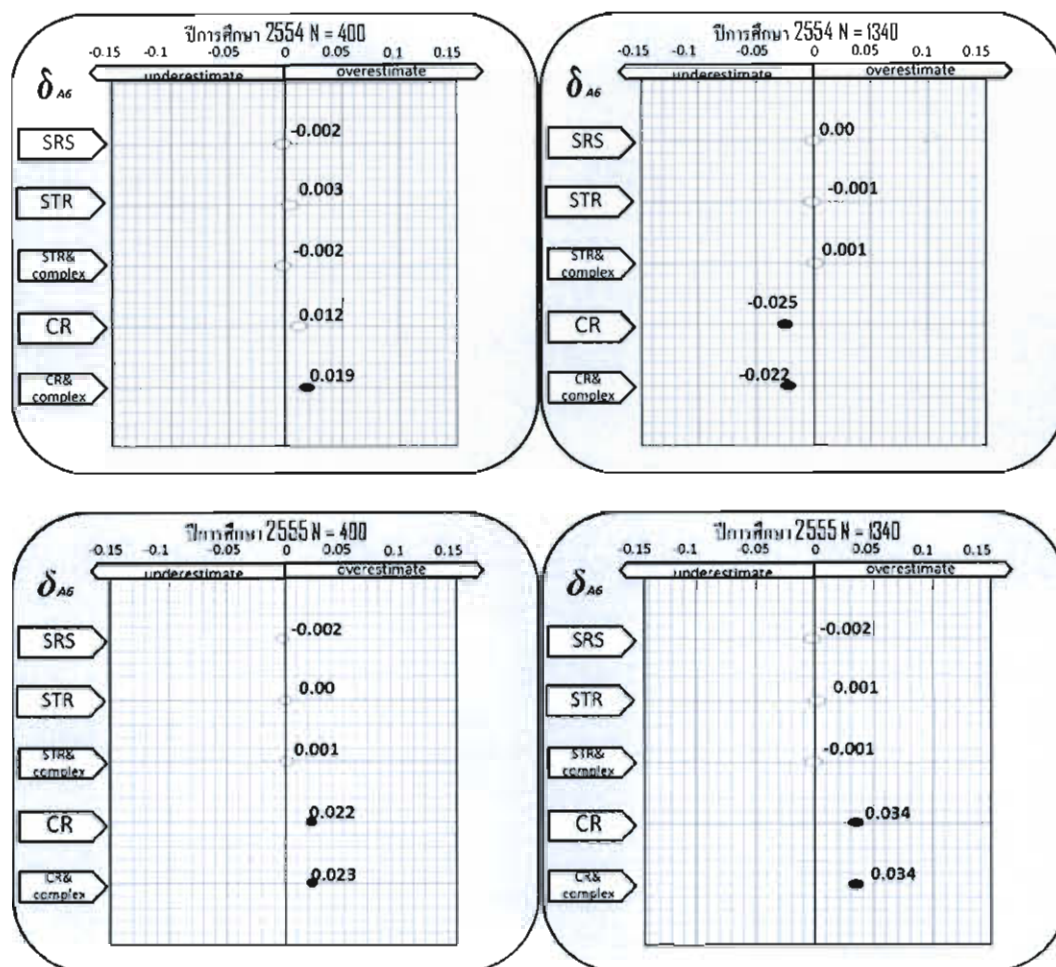 ปีการศึกษา 2554 N = 400
-0.15 -0.1 -0.05 0 0.05 0.1 0.15
underestimate overestimate
δ A6
SRS -0.002
STR 0.003
STR& complex -0.002
CR 0.012
CR& complex 0.019
ปีการศึกษา 2554 N = 1340
-0.15 -0.1 -0.05 0 0.05 0.1 0.15
underestimate overestimate
δ A6
SRS 0.00
STR -0.001
STR& complex 0.001
CR -0.025
CR& complex -0.022
ปีการศึกษา 2555 N = 400
-0.15 -0.1 -0.05 0 0.05 0.1 0.15
underestimate overestimate
δ A6
SRS -0.002
STR 0.00
STR& complex 0.001
CR 0.022
CR& complex 0.023
ปีการศึกษา 2555 N = 1340
-0.15 -0.1 -0.05 0 0.05 0.1 0.15
underestimate overestimate
δ A6
SRS -0.002
STR 0.001
STR& complex -0.001
CR 0.034
CR& complex 0.034